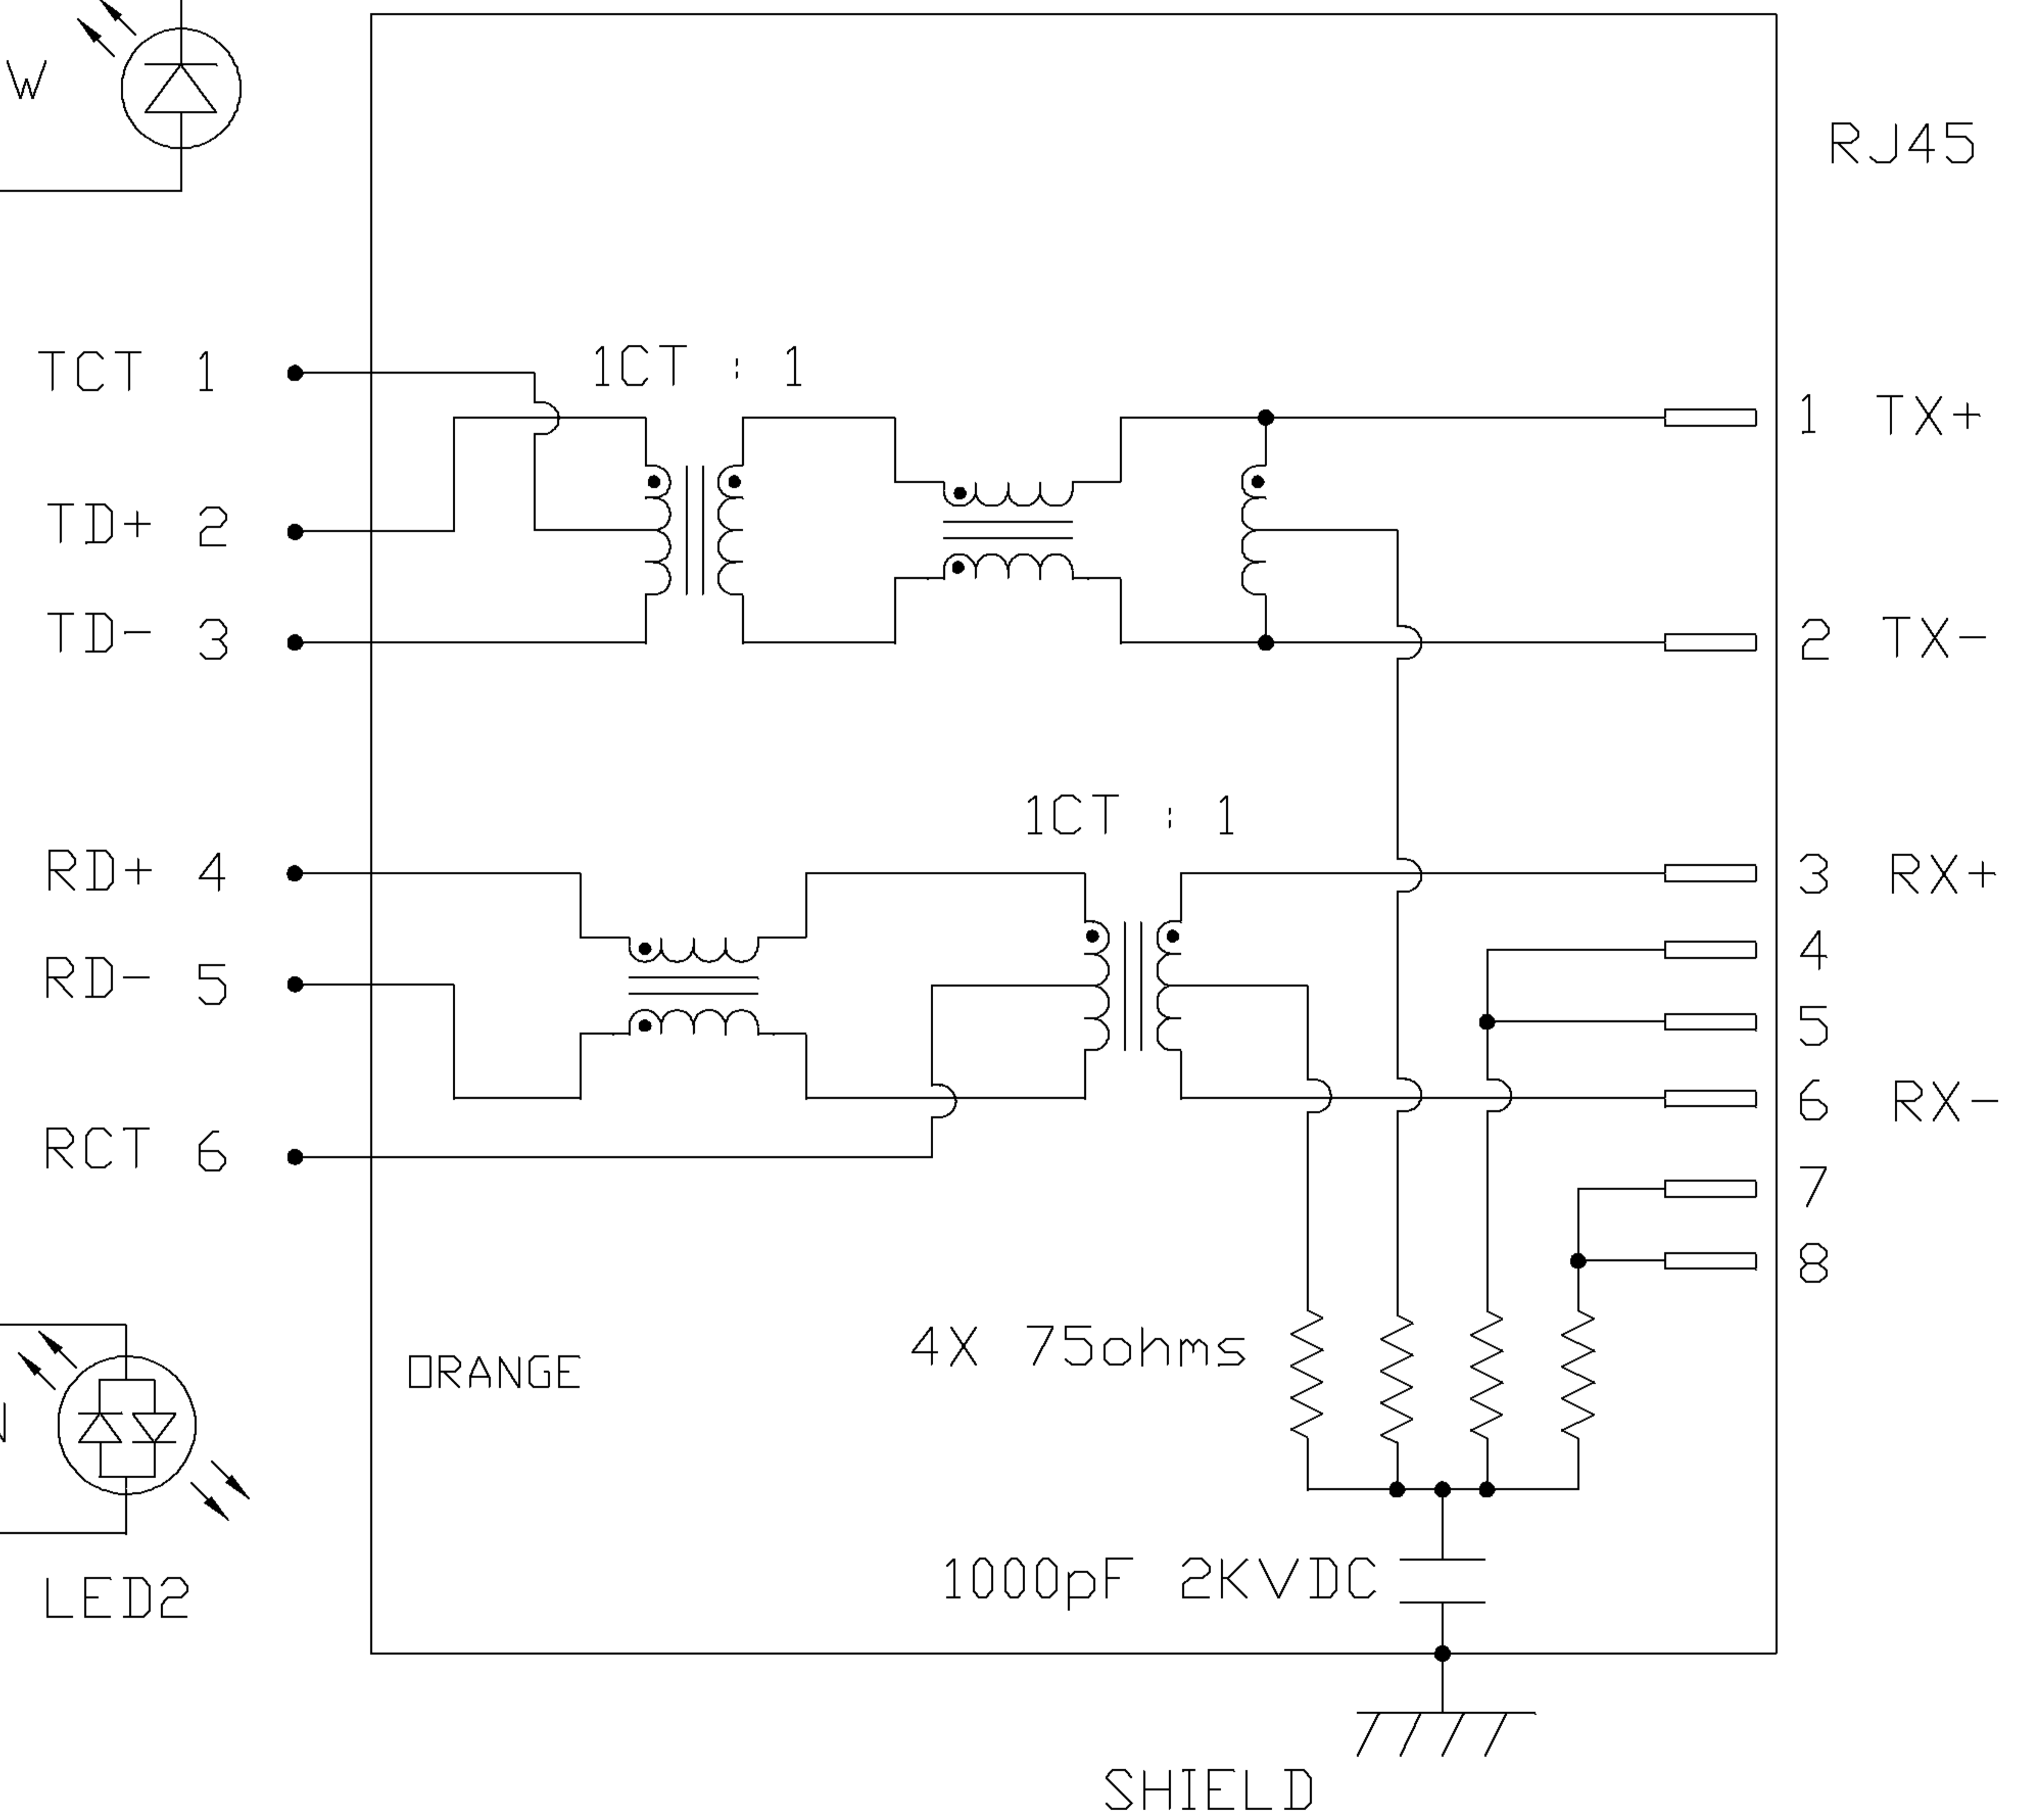 W
RJ45
TCT 1
1CT : 1
1 TX+
TD+ 2
TD- 3
2 TX-
1CT : 1
RD+ 4
3 RX+
4
RD- 5
5
6 RX-
RCT 6
7
8
4X 75ohms
ORANGE
1000pF 2KVDC
LED2
SHIELD